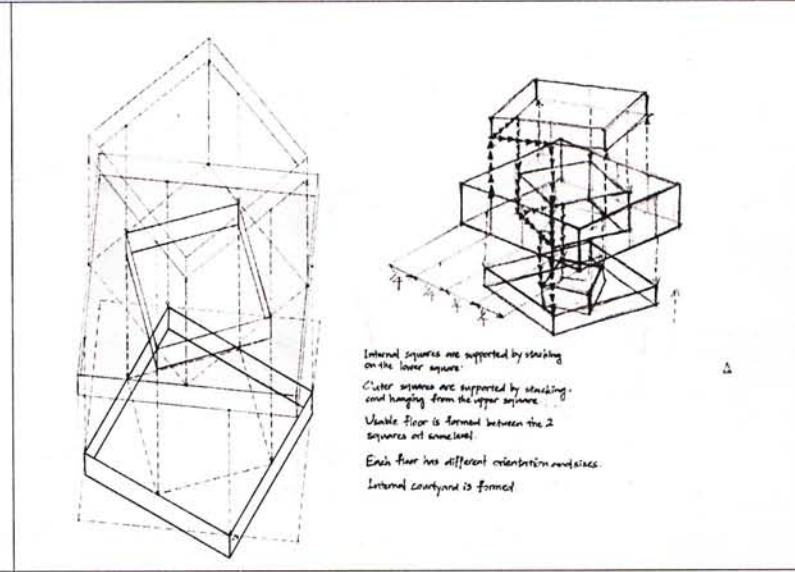 Internal squares are supported by stacking
on the lower square.
Outer squares are supported by stacking
and hanging from the upper square
Usable floor is formed between the 2
squares at same level.
Each floor has different orientation and sizes.
Internal courtyard is formed